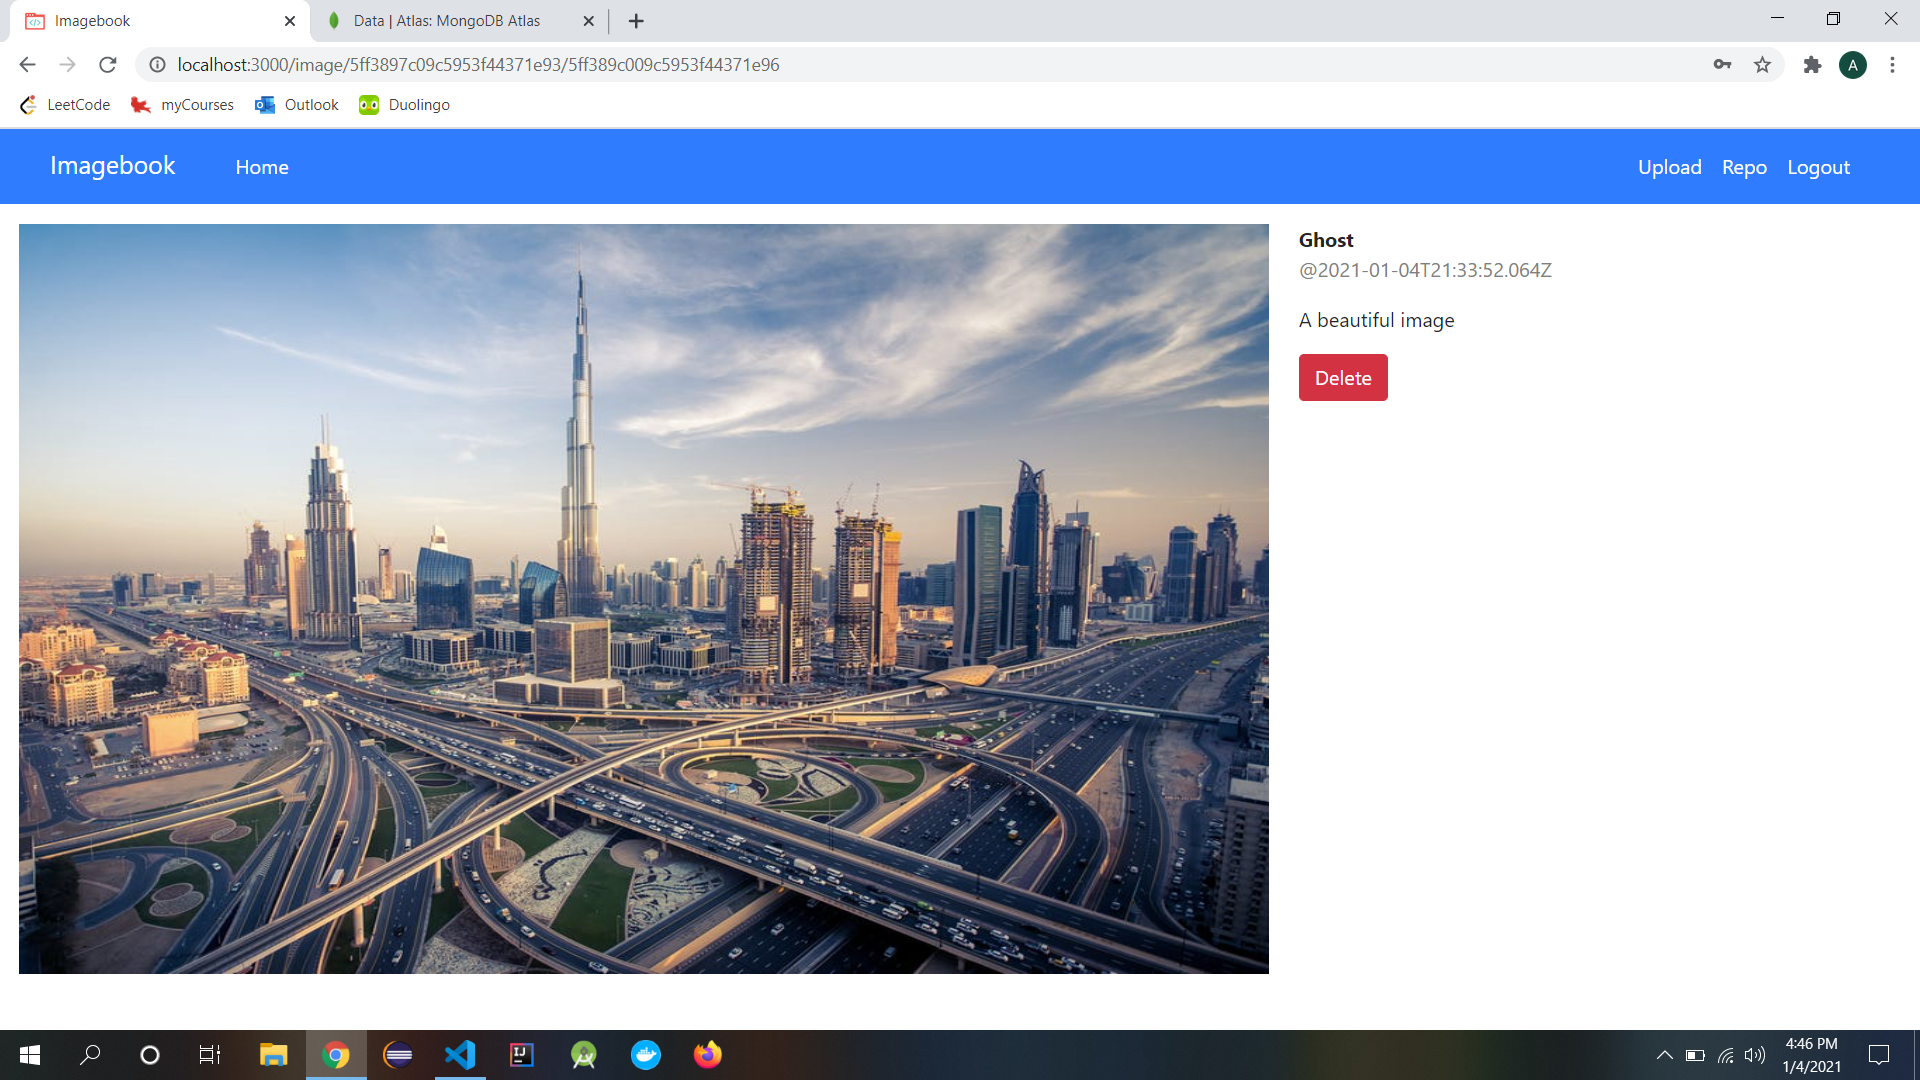 Imagebook
Data | Atlas: MongoDB Atlas
localhost:3000/image/5ff3897c09c5953f44371e93/5ff389c009c5953f44371e96
A
LeetCode
myCourses
Outlook
Duolingo
Imagebook
Home
Upload
Repo
Logout
Ghost
@2021-01-04T21:33:52.064Z
A beautiful image
Delete
IJ
4:46 PM
1/4/2021